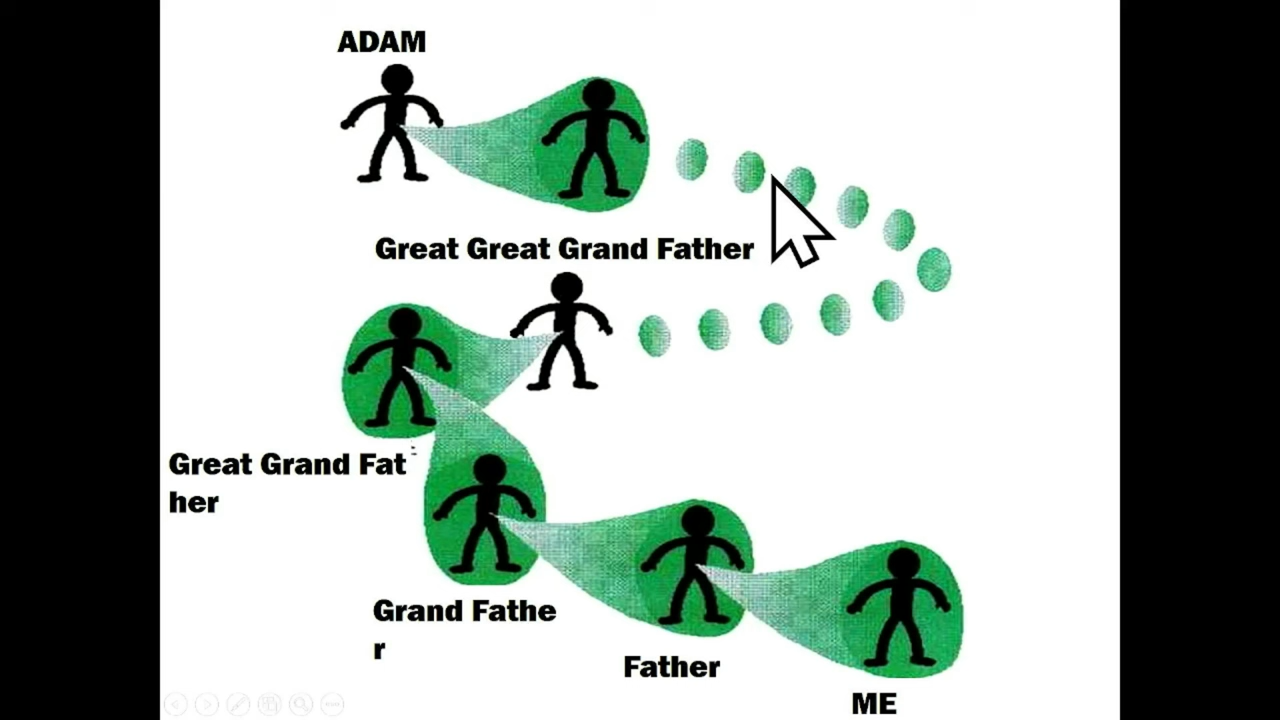 ADAM
Great Great Grand Father
Great Grand Fat
her
Grand Fathe
r
Father
ME